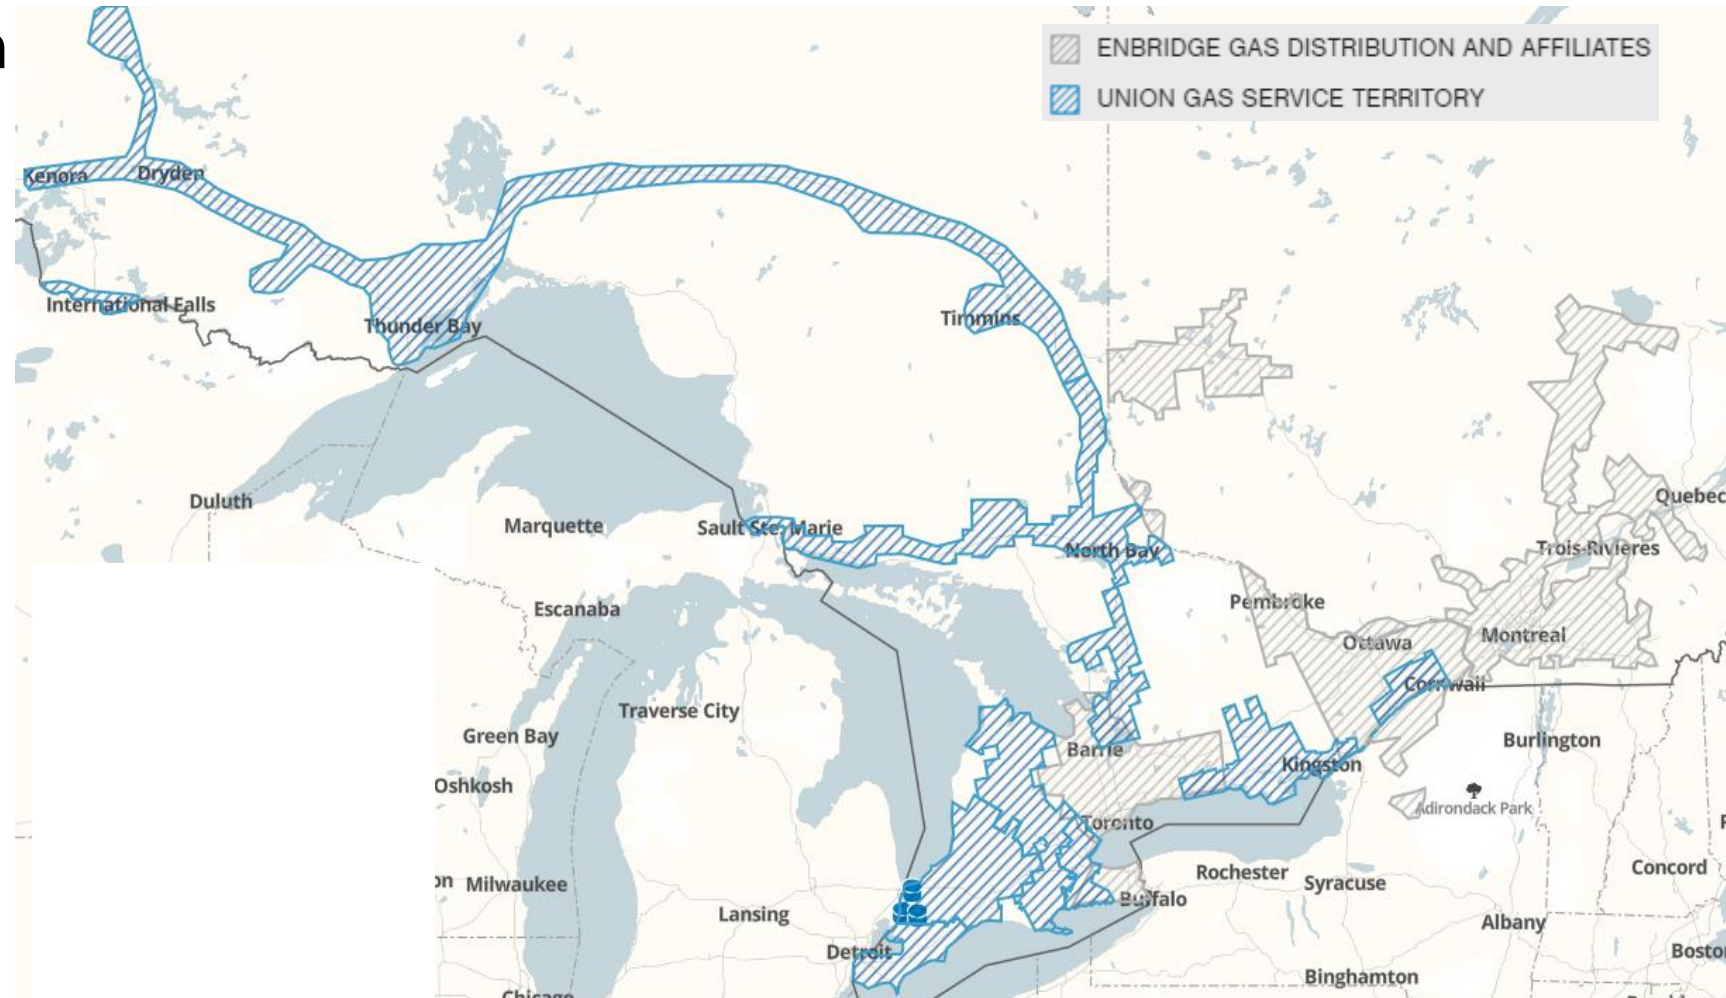 ENBRIDGE GAS DISTRIBUTION AND AFFILIATES
UNION GAS SERVICE TERRITORY
Kenora
Dryden
International Falls
Thunder Bay
Timmins
Duluth
Marquette
Sault Ste. Marie
North Bay
Quebec
Trois-Rivieres
Escanaba
Pembroke
Ottawa
Montreal
Cornwall
Traverse City
Green Bay
Barrie
Kingston
Burlington
Oshkosh
Adirondack Park
Toronto
Milwaukee
Rochester
Syracuse
Concord
Buffalo
Lansing
Albany
Detroit
Binghamton
Chicago